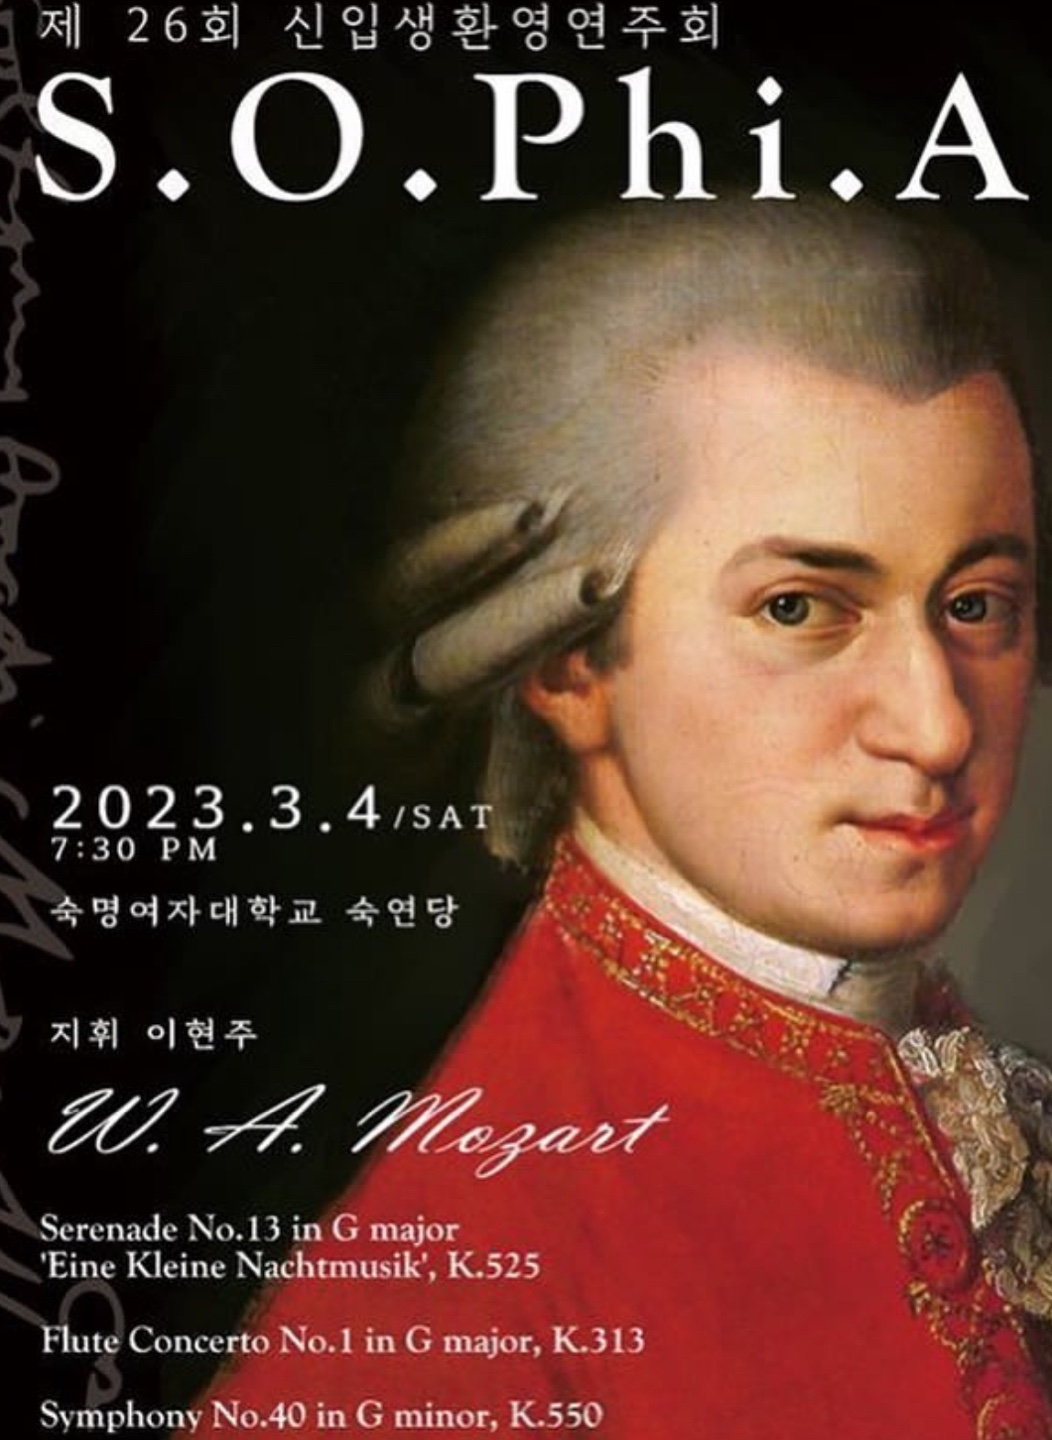 제 26회 신입생환영연주회
S.O.Phi.A
2023.3.4/SAT
7:30 PM
숙명여자대학교 숙연당
지휘 이현주
W. A. Mozart
Serenade No.13 in G major
'Eine Kleine Nachtmusik', K.525
Flute Concerto No.1 in G major, K.313
Symphony No.40 in G minor, K.550